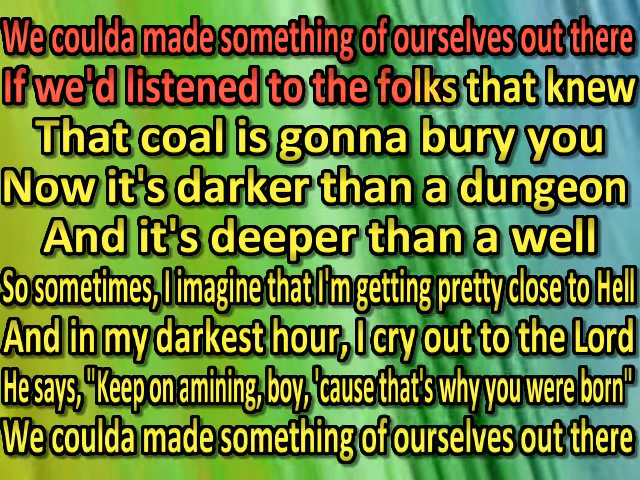 We coulda made something of ourselves out there
If we'd listened to the folks that knew
That coal is gonna bury you
Now it's darker than a dungeon
And it's deeper than a well
So sometimes, I imagine that I'm getting pretty close to Hell
And in my darkest hour, I cry out to the Lord
He says, "Keep on amining, boy, 'cause that's why you were born"
We coulda made something of ourselves out there